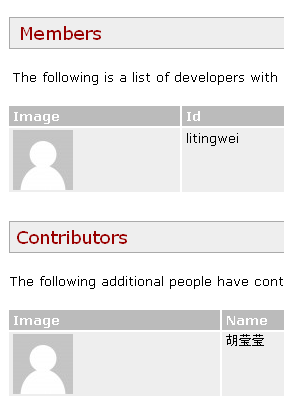 Members
The following is a list of developers with
Image Id
litingwei
Contributors
The following additional people have cont
Image Name
胡莹莹